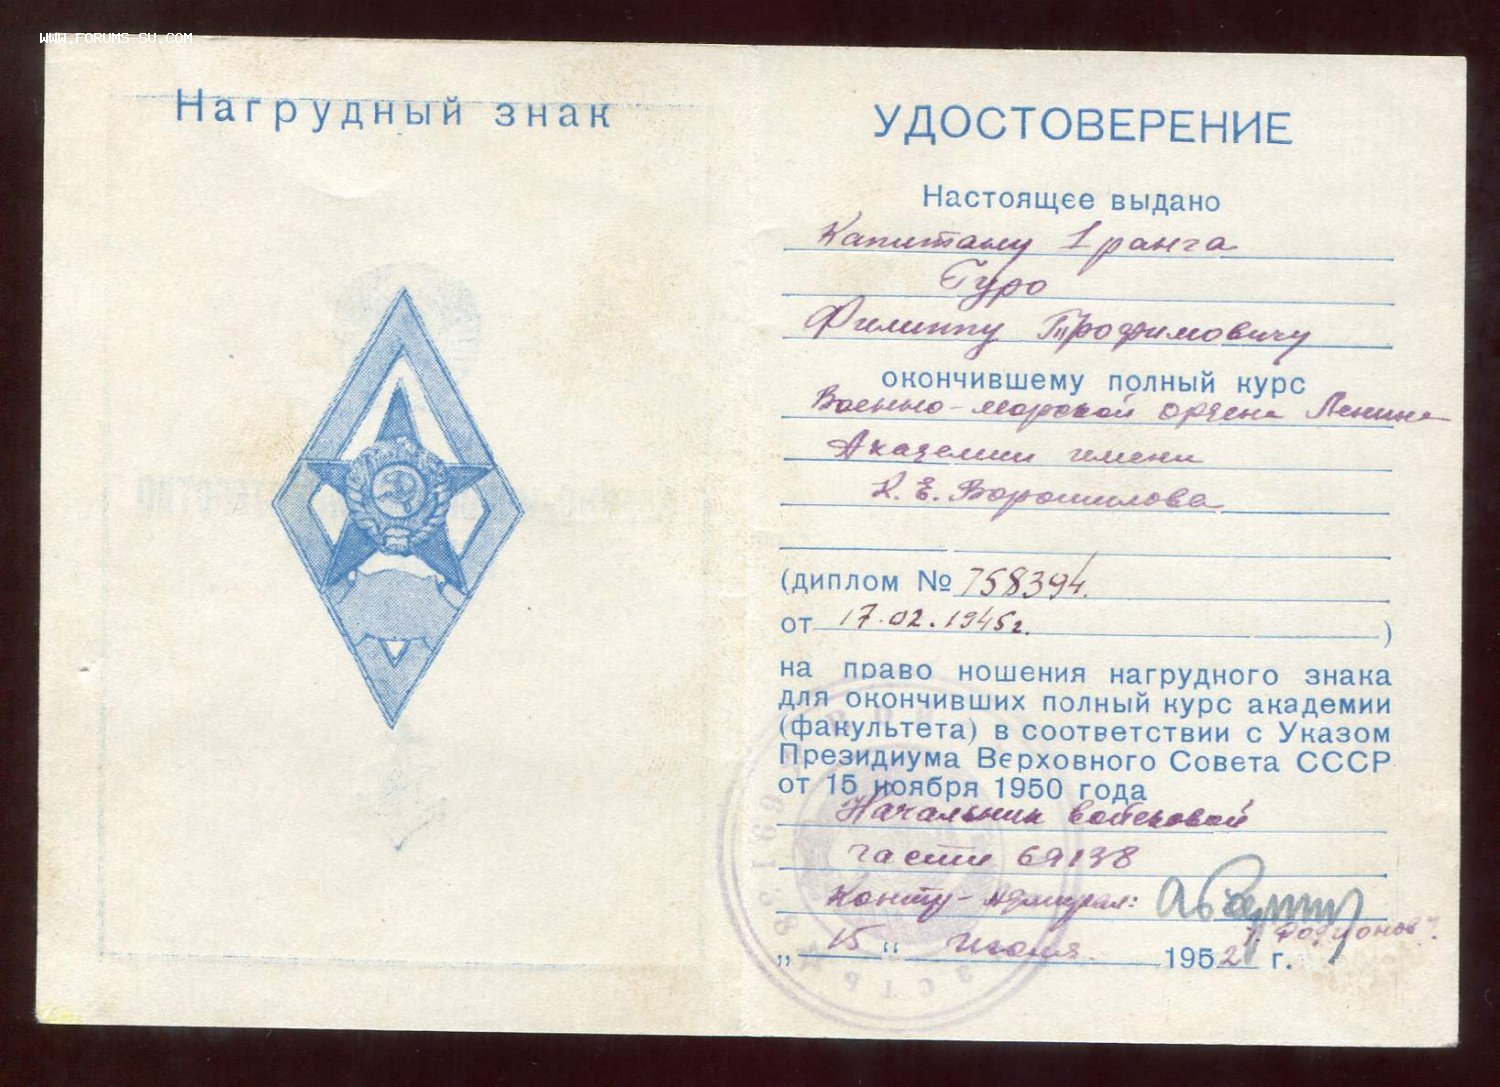 WWW.FORUMS-SU.COM
Нагрудный знак
УДОСТОВЕРЕНИЕ
Настоящее выдано
Капитану 1 ранга
Гуро
Филиппу Трофимовичу
окончившему полный курс
Военно-морской ордена Ленина
Академии имени
К. Е. Ворошилова
(диплом № 758394.
от 17.02.1945г. )
на право ношения нагрудного знака
для окончивших полный курс академии
(факультета) в соответствии с Указом
Президиума Верховного Совета СССР
от 15 ноября 1950 года
Начальник войсковой
части 69138
Контр-адмирал:
/. Родионов /.
„ 15 “ июля 1952 г.